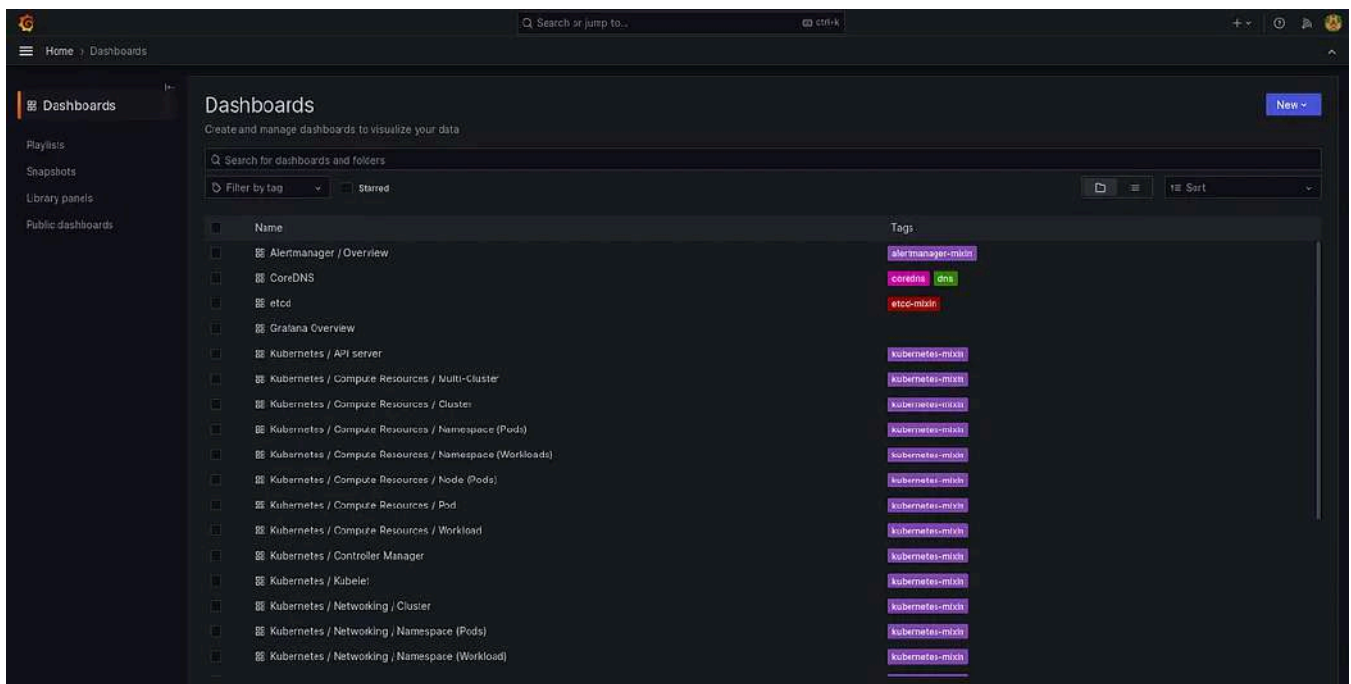 Search or jump to... ctrl+k
Home › Dashboards
Dashboards
Playlists
Snapshots
Library panels
Public dashboards
Dashboards
New
Create and manage dashboards to visualize your data
Search for dashboards and folders
Filter by tag Starred Sort
Name Tags
Alertmanager / Overview alertmanager-mixin
CoreDNS coredns dns
etcd etcd-mixin
Grafana Overview
Kubernetes / API server kubernetes-mixin
Kubernetes / Compute Resources / Multi-Cluster kubernetes-mixin
Kubernetes / Compute Resources / Cluster kubernetes-mixin
Kubernetes / Compute Resources / Namespace (Pods) kubernetes-mixin
Kubernetes / Compute Resources / Namespace (Workloads) kubernetes-mixin
Kubernetes / Compute Resources / Node (Pods) kubernetes-mixin
Kubernetes / Compute Resources / Pod kubernetes-mixin
Kubernetes / Compute Resources / Workload kubernetes-mixin
Kubernetes / Controller Manager kubernetes-mixin
Kubernetes / Kubelet kubernetes-mixin
Kubernetes / Networking / Cluster kubernetes-mixin
Kubernetes / Networking / Namespace (Pods) kubernetes-mixin
Kubernetes / Networking / Namespace (Workload) kubernetes-mixin